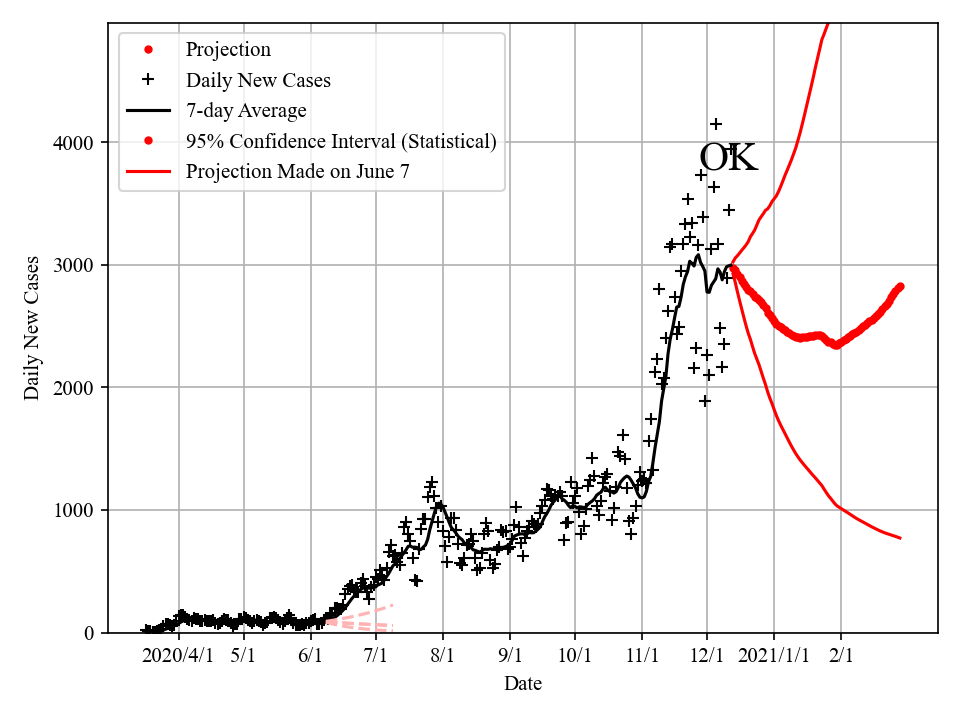 Projection
Daily New Cases
7-day Average
95% Confidence Interval (Statistical)
Projection Made on June 7
OK
Daily New Cases
4000
3000
2000
1000
0
2020/4/1 5/1 6/1 7/1 8/1 9/1 10/1 11/1 12/1 2021/1/1 2/1
Date